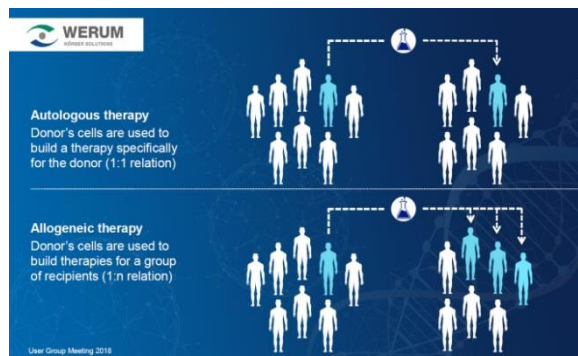 WERUM
KÖRBER SOLUTIONS
Autologous therapy
Donor's cells are used to
build a therapy specifically
for the donor (1:1 relation)
Allogeneic therapy
Donor's cells are used to
build therapies for a group
of recipients (1:n relation)
User Group Meeting 2018